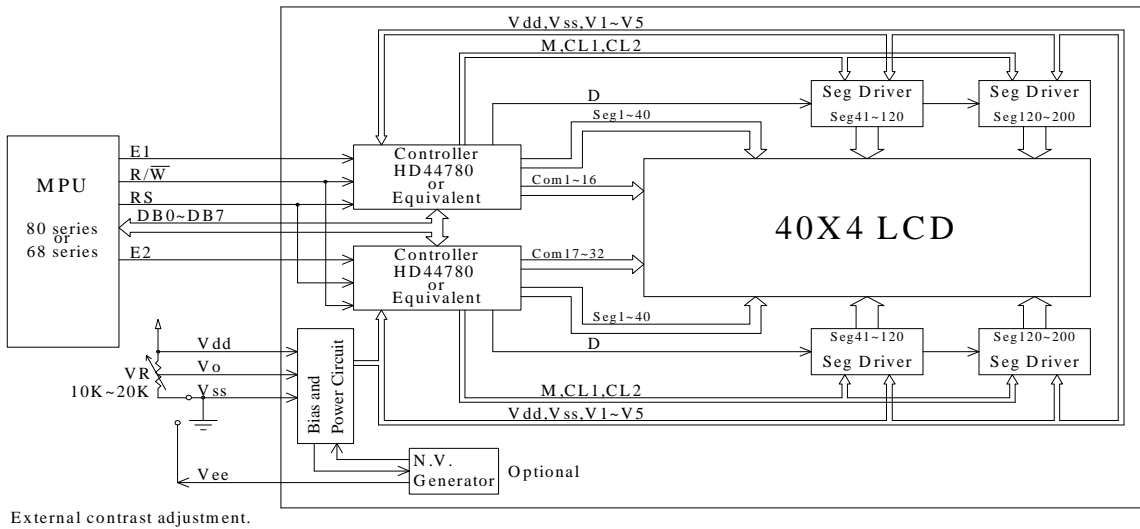 Vdd,Vss,V1~V5
M,CL1,CL2
D
Seg1~40
Seg Driver
Seg41~120
Seg Driver
Seg120~200
MPU
80 series
or
68 series
E1
R/W̅
RS
DB0~DB7
E2
Controller
HD44780
or
Equivalent
Com1~16
40X4 LCD
Controller
HD44780
or
Equivalent
Com17~32
Seg1~40
D
Seg41~120
Seg Driver
Seg120~200
Seg Driver
M,CL1,CL2
Vdd,Vss,V1~V5
Vdd
VR
10K~20K
Vo
Vss
Bias and
Power Circuit
Vee
N.V.
Generator
Optional
External contrast adjustment.